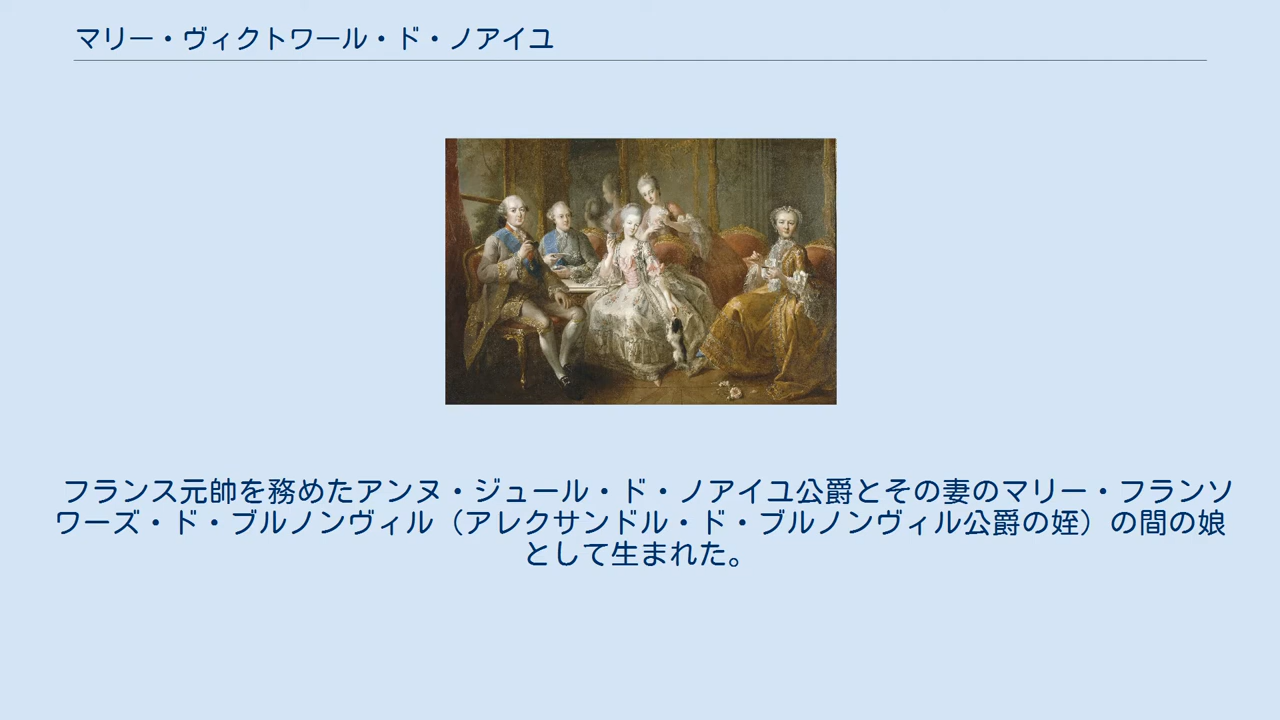 マリー・ヴィクトワール・ド・ノアイユ
フランス元帥を務めたアンヌ・ジュール・ド・ノアイユ公爵とその妻のマリー・フランソ
ワーズ・ド・ブルノンヴィル（アレクサンドル・ド・ブルノンヴィル公爵の姪）の間の娘
として生まれた。